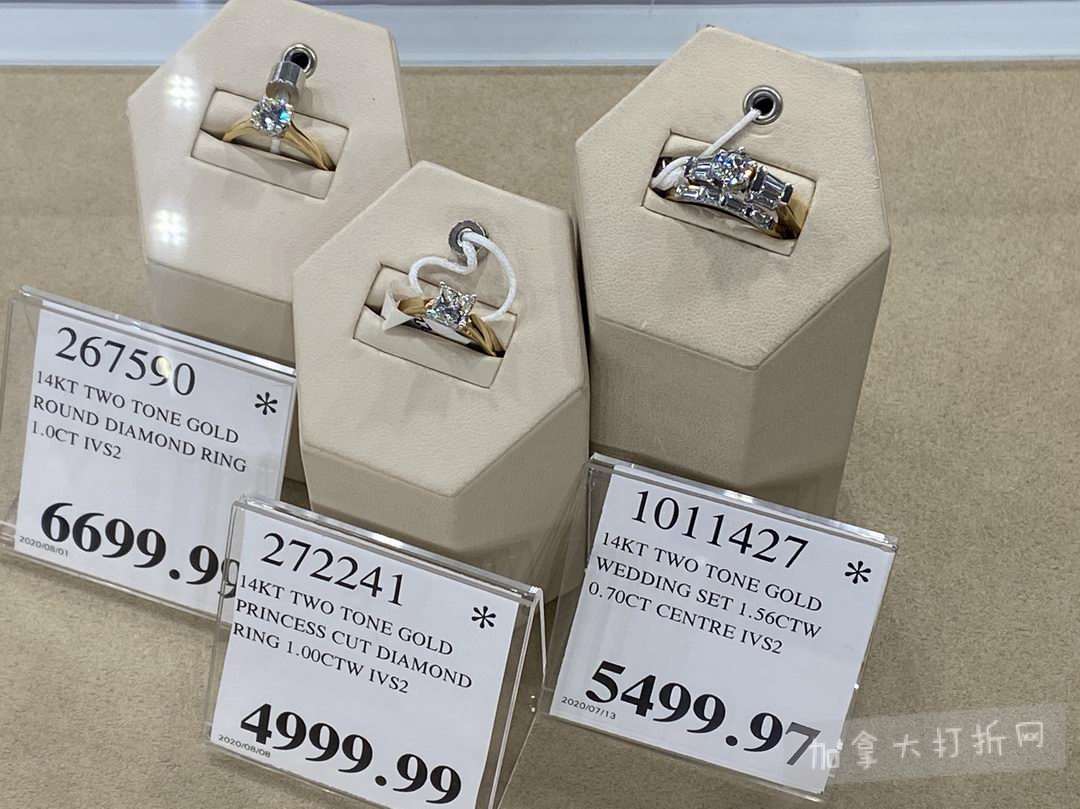 267590
*
14KT TWO TONE GOLD
ROUND DIAMOND RING
1.0CT IVS2
6699.99
2020/08/01
272241
*
14KT TWO TONE GOLD
PRINCESS CUT DIAMOND
RING 1.00CTW IVS2
4999.99
2020/08/08
1011427
*
14KT TWO TONE GOLD
WEDDING SET 1.56CTW
0.70CT CENTRE IVS2
5499.97
2020/07/13
加拿大打折网